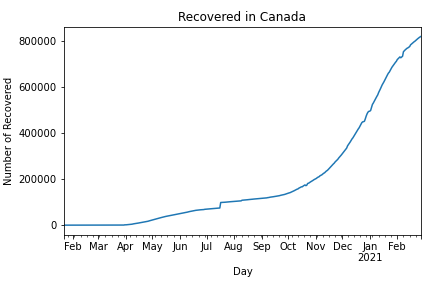 Recovered in Canada
800000
600000
400000
200000
0
Number of Recovered
Feb Mar Apr May Jun Jul Aug Sep Oct Nov Dec Jan Feb
2021
Day